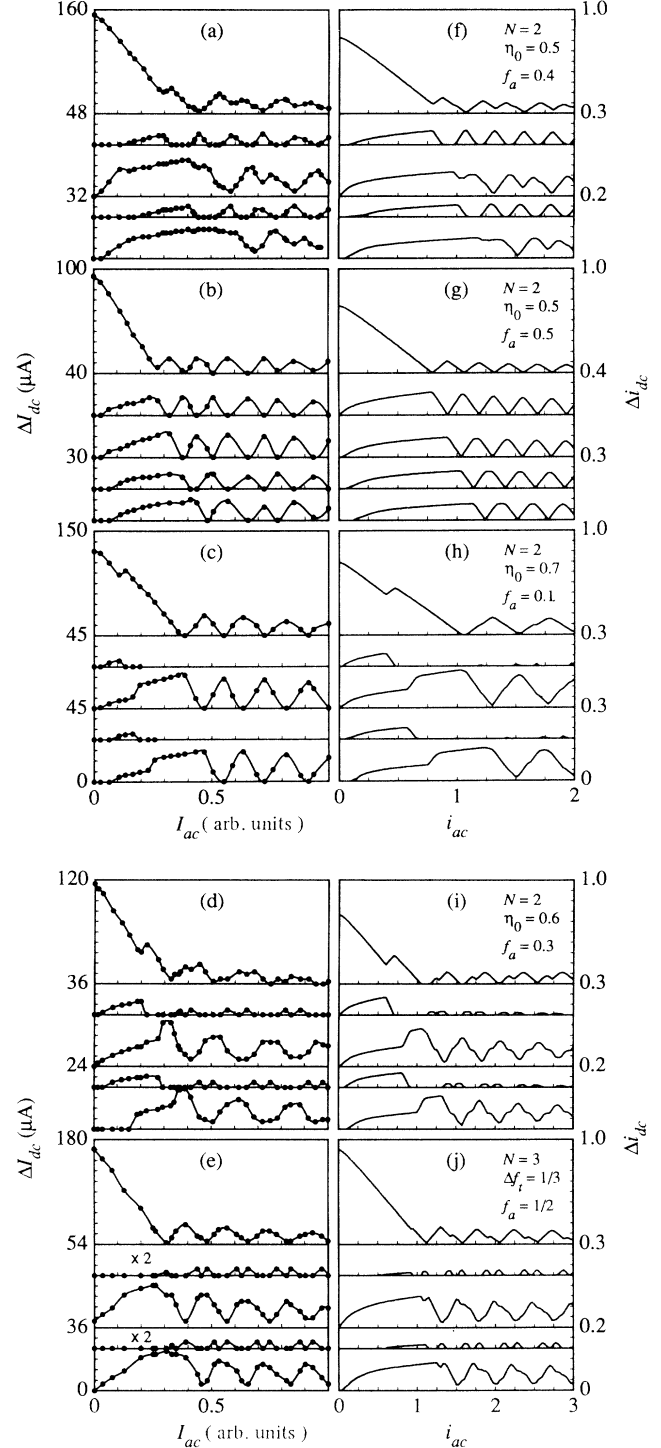 160
(a)
(f)
1.0
N = 2
η0 = 0.5
fa = 0.4
48
0.3
32
0.2
100
(b)
(g)
1.0
N = 2
η0 = 0.5
fa = 0.5
40
0.4
ΔIdc (μA)
Δidc
30
0.3
150
(c)
(h)
1.0
N = 2
η0 = 0.7
fa = 0.1
45
0.3
45
0.3
0
0
0
0.5
0
1
2
Iac ( arb. units )
iac
120
(d)
(i)
1.0
N = 2
η0 = 0.6
fa = 0.3
36
0.3
24
0.2
ΔIdc (μA)
Δidc
180
(e)
(j)
1.0
N = 3
Δft = 1/3
fa = 1/2
54
0.3
x 2
36
0.2
x 2
0
0
0
0.5
0
1
2
3
Iac ( arb. units )
iac